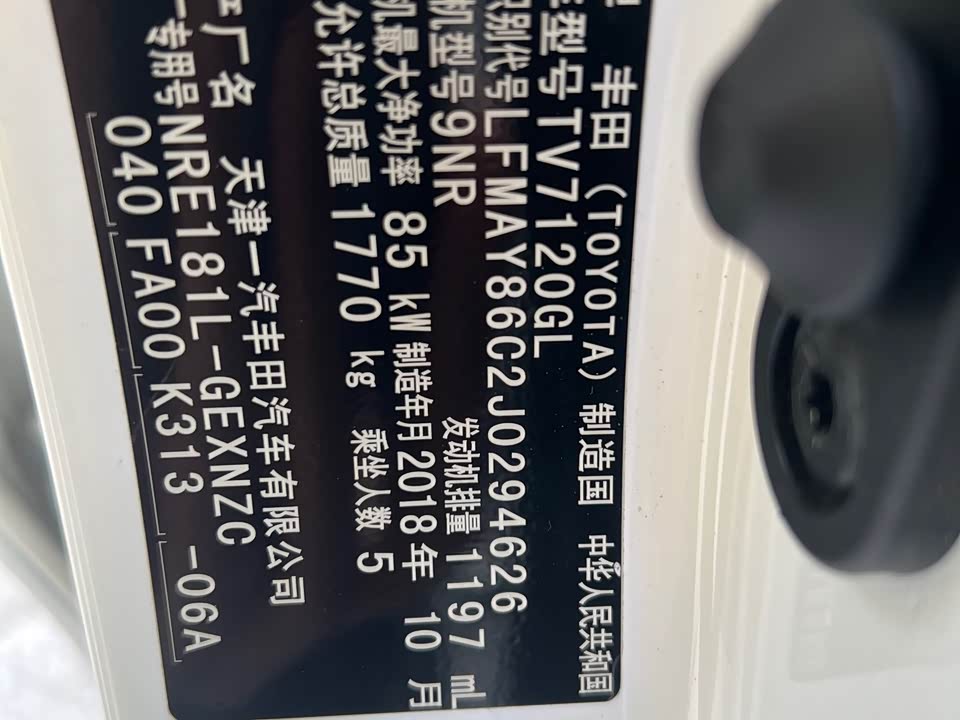 丰田 (TOYOTA) 制造国 中华人民共和国
型号 TV7120GL
识别代号 LFMAY86C2J0294626
机型号 9NR 发动机排量 1197 mL
机最大净功率 85 kW 制造年月 2018年 10 月
允许总质量 1770 kg 乘坐人数 5
厂名 天津一汽丰田汽车有限公司
专用号 NRE181L-GEXNZC
040 FA00 K313 -06A